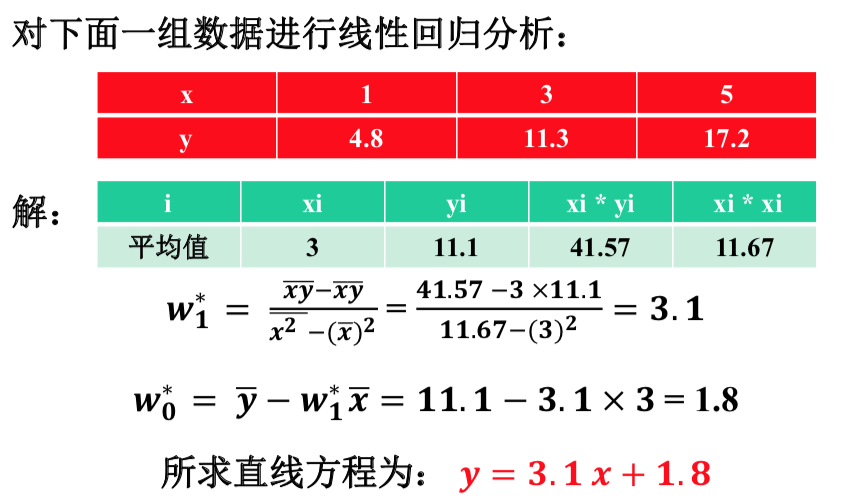 对下面一组数据进行线性回归分析：
x 1 3 5
y 4.8 11.3 17.2
解：
i xi yi xi * yi xi * xi
平均值 3 11.1 41.57 11.67
$w_1^* = \frac{\overline{xy}-\overline{x}\overline{y}}{\overline{x^2}-(\overline{x})^2} = \frac{41.57-3\times11.1}{11.67-(3)^2} = 3.1$
$w_0^* = \overline{y} - w_1^*\overline{x} = 11.1 - 3.1 \times 3 = 1.8$
所求直线方程为： y = 3.1 x + 1.8